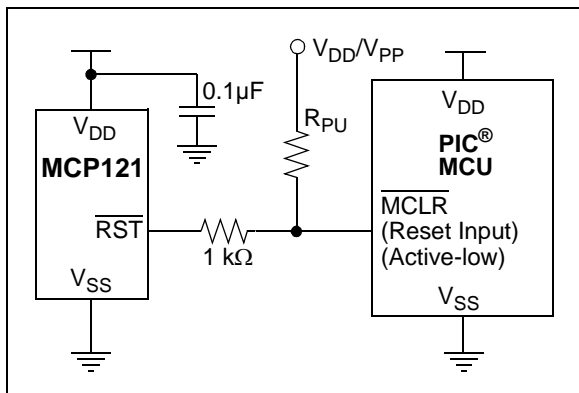 V_DD/V_PP
0.1µF
V_DD
MCP121
RST
V_SS
R_PU
1 kΩ
V_DD
PIC®
MCU
MCLR
(Reset Input)
(Active-low)
V_SS